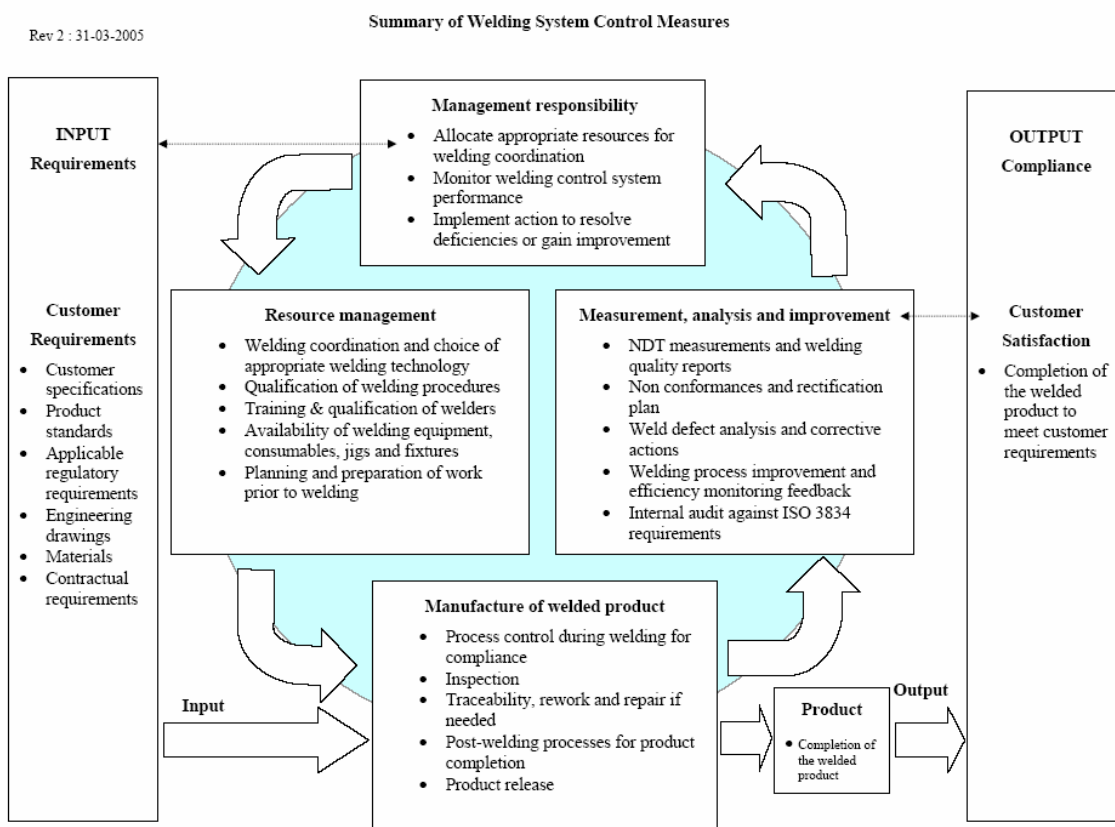 Summary of Welding System Control Measures
Rev 2 : 31-03-2005
INPUT
Requirements
Customer
Requirements
• Customer
specifications
• Product
standards
• Applicable
regulatory
requirements
• Engineering
drawings
• Materials
• Contractual
requirements
Management responsibility
• Allocate appropriate resources for
welding coordination
• Monitor welding control system
performance
• Implement action to resolve
deficiencies or gain improvement
Resource management
• Welding coordination and choice of
appropriate welding technology
• Qualification of welding procedures
• Training & qualification of welders
• Availability of welding equipment,
consumables, jigs and fixtures
• Planning and preparation of work
prior to welding
Measurement, analysis and improvement
• NDT measurements and welding
quality reports
• Non conformances and rectification
plan
• Weld defect analysis and corrective
actions
• Welding process improvement and
efficiency monitoring feedback
• Internal audit against ISO 3834
requirements
Manufacture of welded product
• Process control during welding for
compliance
• Inspection
• Traceability, rework and repair if
needed
• Post-welding processes for product
completion
• Product release
Input
Product
• Completion of
the welded
product
Output
OUTPUT
Compliance
Customer
Satisfaction
• Completion of
the welded
product to
meet customer
requirements